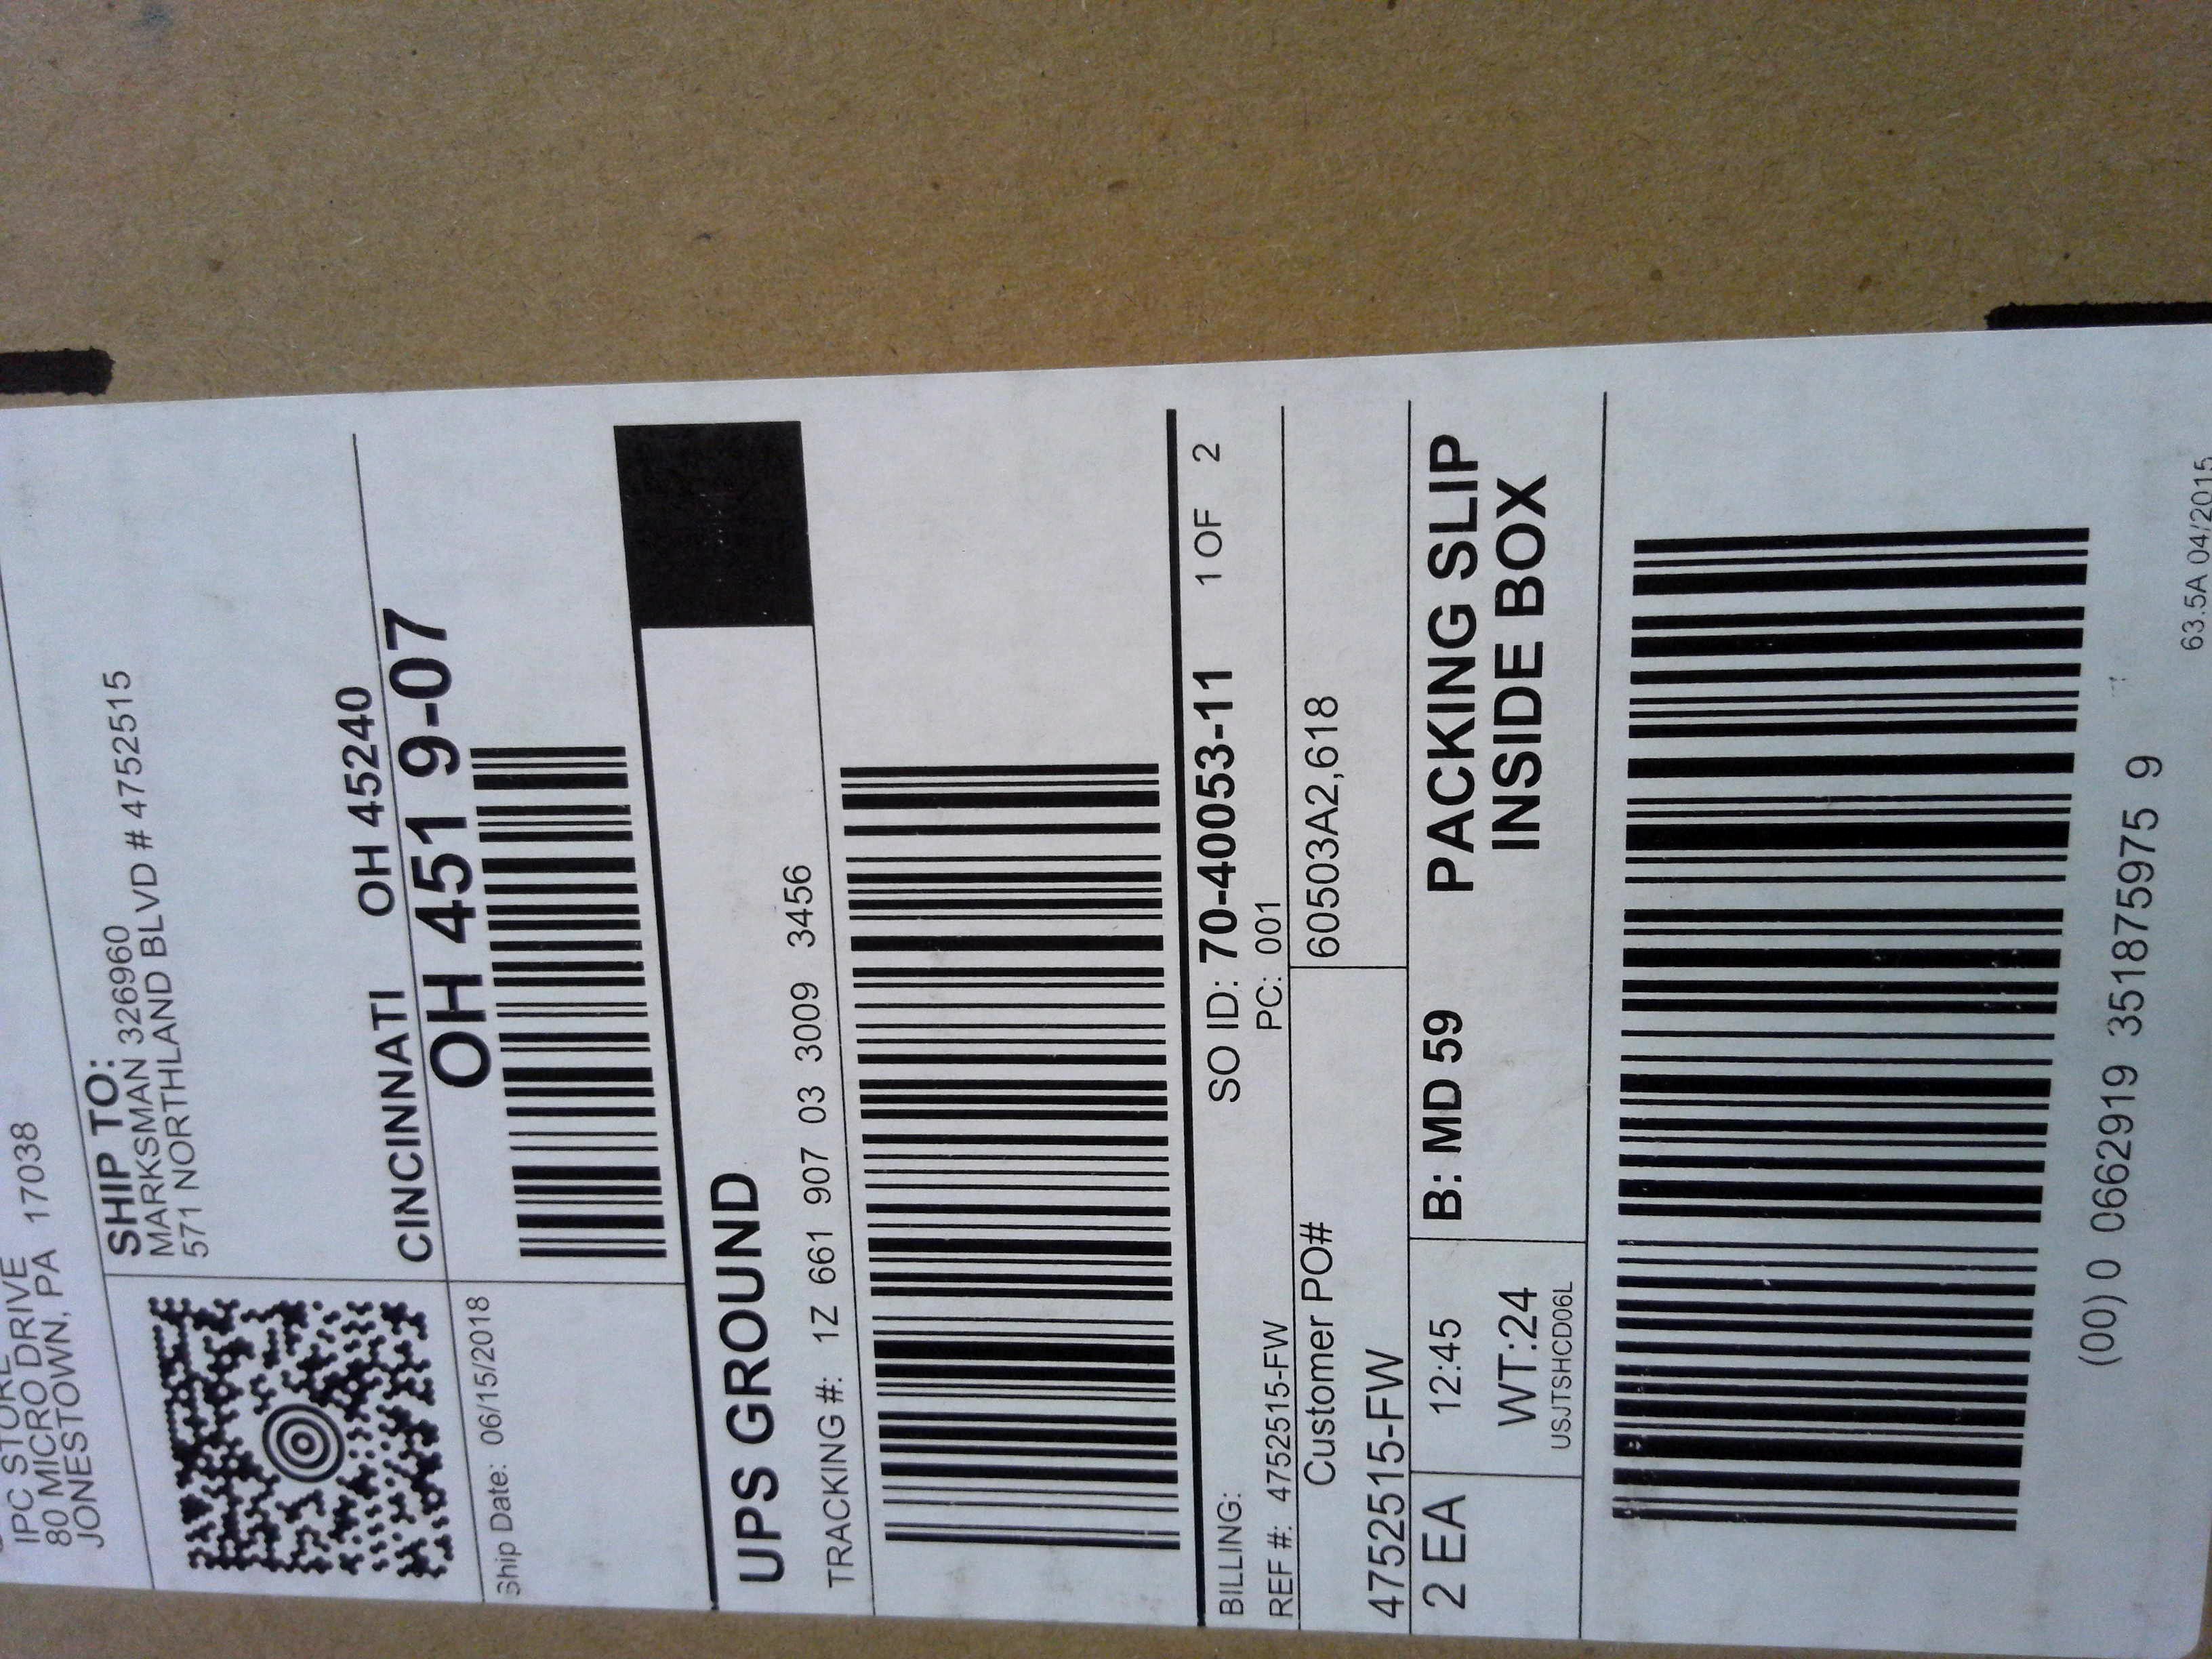 IPC STORE
80 MICRO DRIVE
JONESTOWN, PA 17038
SHIP TO:
MARKSMAN 326960
571 NORTHLAND BLVD # 4752515
CINCINNATI OH 45240
OH 451 9-07
Ship Date: 06/15/2018
UPS GROUND
TRACKING#: 1Z 661 907 03 3009 3456
BILLING:
SO ID: 70-40053-11 1 OF 2
REF #: 4752515-FW
PC: 001
Customer PO#
4752515-FW
60503A2,618
2 EA
12:45
WT:24
USJTSHCD06L
B: MD 59
PACKING SLIP
INSIDE BOX
(00) 0 0662919 351875975 9
63.5A 04/2015